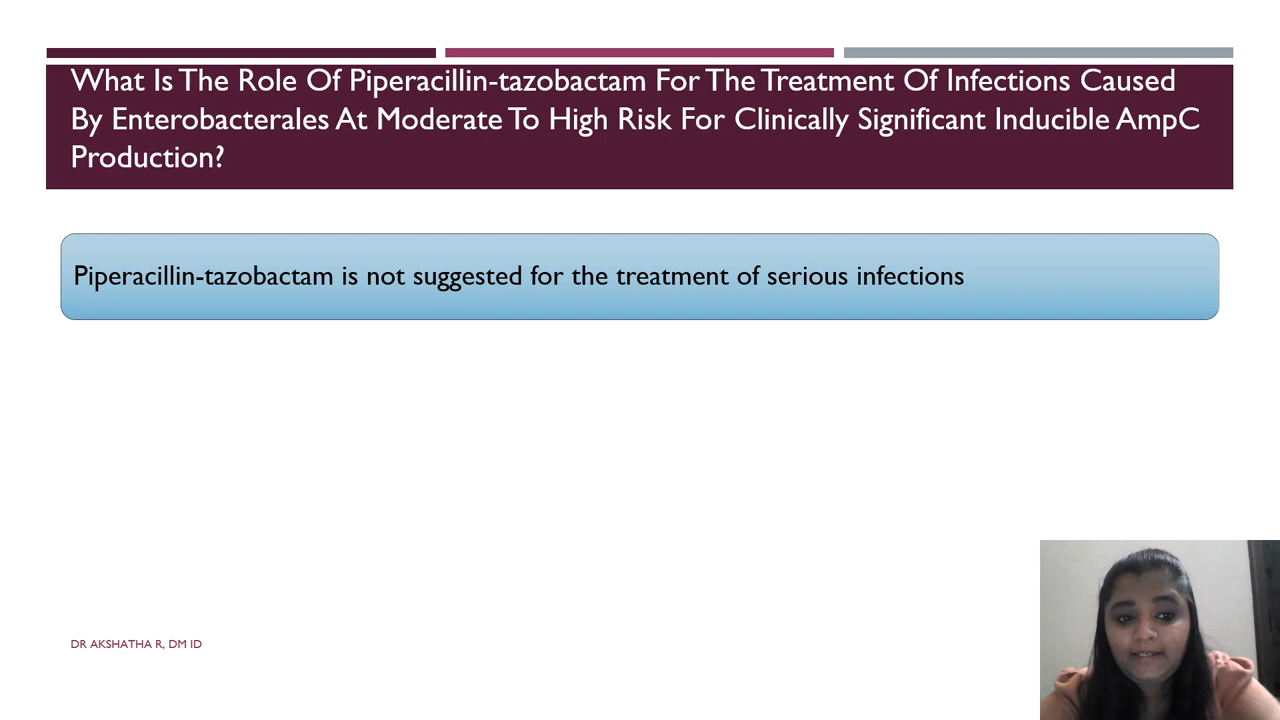 What Is The Role Of Piperacillin-tazobactam For The Treatment Of Infections Caused
By Enterobacterales At Moderate To High Risk For Clinically Significant Inducible AmpC
Production?
Piperacillin-tazobactam is not suggested for the treatment of serious infections
DR AKSHATHA R, DM ID